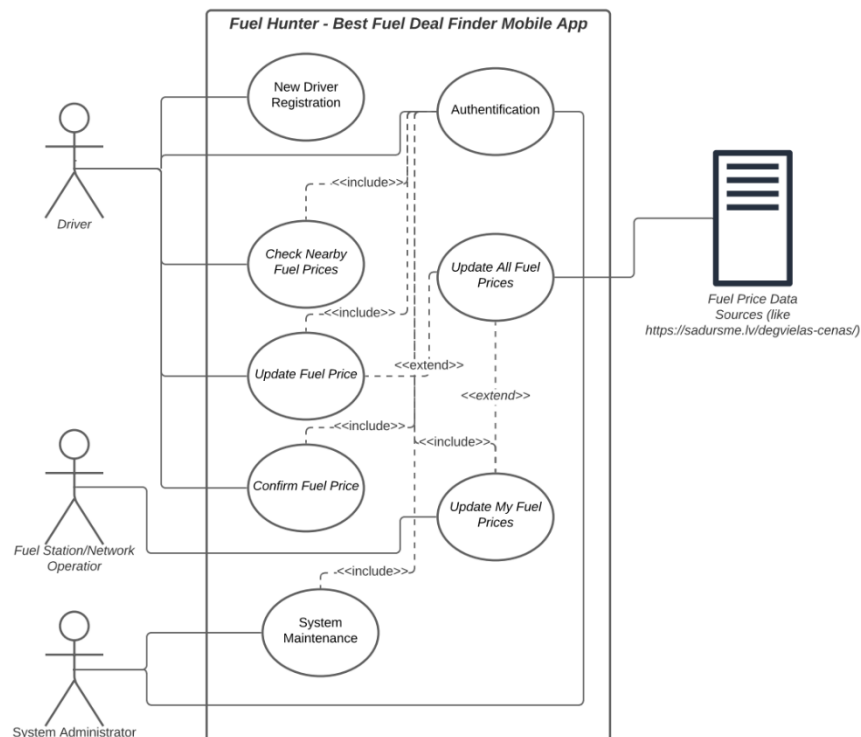 Fuel Hunter - Best Fuel Deal Finder Mobile App
New Driver
Registration
Authentification
Driver
<<include>>
Check Nearby
Fuel Prices
Update All Fuel
Prices
Fuel Price Data
Sources (like
https://sadursme.lv/degvielas-cenas/)
<<include>>
Update Fuel Price
<<extend>>
<<extend>>
<<include>>
<<include>>
Confirm Fuel Price
Update My Fuel
Prices
Fuel Station/Network
Operatior
<<include>>
System
Maintenance
System Administrator